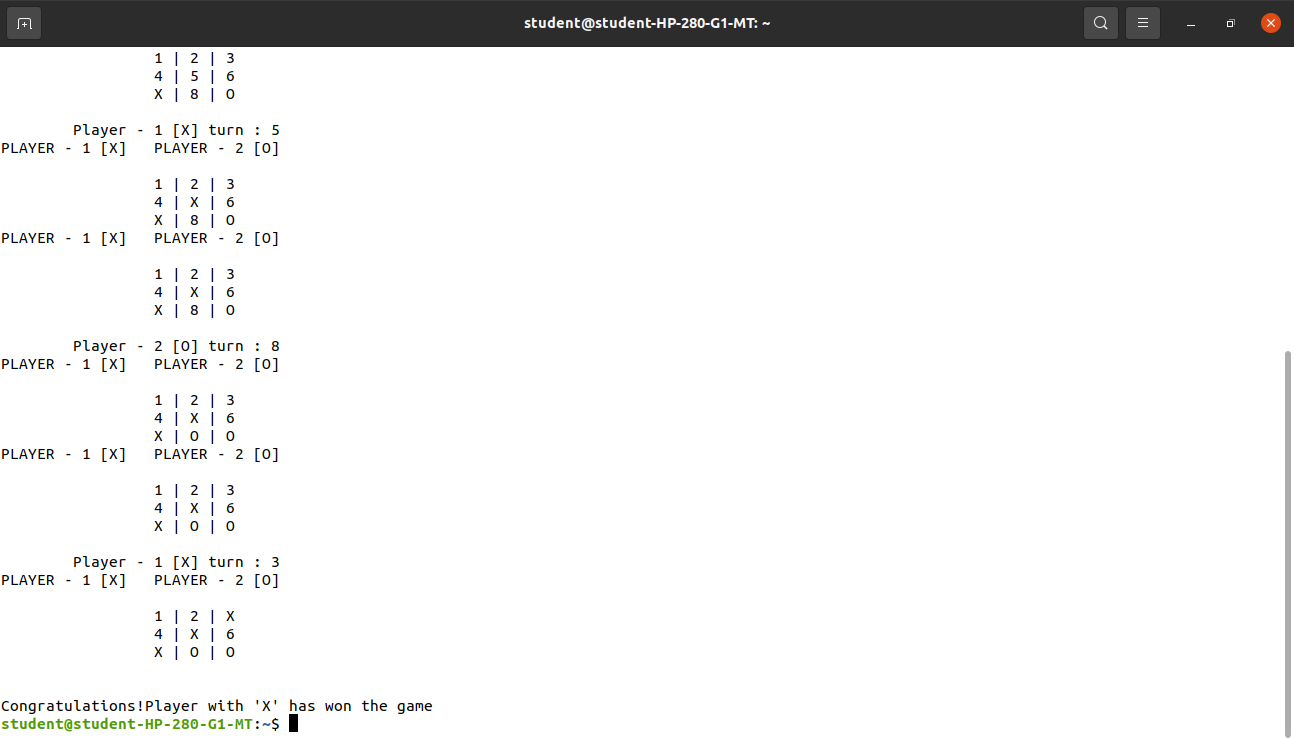 student@student-HP-280-G1-MT: ~
1 | 2 | 3
4 | 5 | 6
X | 8 | O
Player - 1 [X] turn : 5
PLAYER - 1 [X]   PLAYER - 2 [O]
1 | 2 | 3
4 | X | 6
X | 8 | O
PLAYER - 1 [X]   PLAYER - 2 [O]
1 | 2 | 3
4 | X | 6
X | 8 | O
Player - 2 [O] turn : 8
PLAYER - 1 [X]   PLAYER - 2 [O]
1 | 2 | 3
4 | X | 6
X | O | O
PLAYER - 1 [X]   PLAYER - 2 [O]
1 | 2 | 3
4 | X | 6
X | O | O
Player - 1 [X] turn : 3
PLAYER - 1 [X]   PLAYER - 2 [O]
1 | 2 | X
4 | X | 6
X | O | O
Congratulations!Player with 'X' has won the game
student@student-HP-280-G1-MT:~$